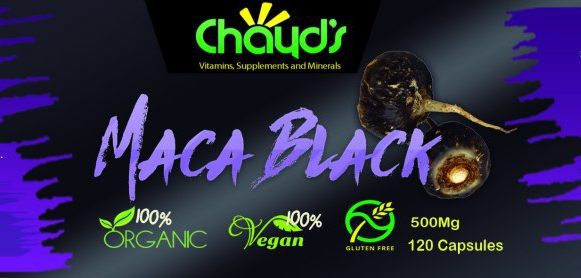 Chayd's
Vitamins, Supplements and Minerals
MACA BLACK
100%
ORGANIC
100%
Vegan
GLUTEN FREE
500Mg
120 Capsules